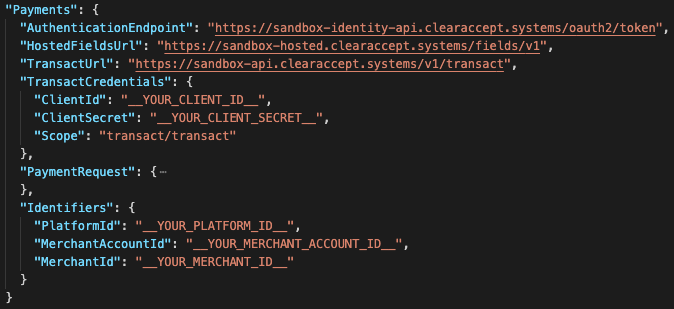 "Payments": {
"AuthenticationEndpoint": "https://sandbox-identity-api.clearaccept.systems/oauth2/token",
"HostedFieldsUrl": "https://sandbox-hosted.clearaccept.systems/fields/v1",
"TransactUrl": "https://sandbox-api.clearaccept.systems/v1/transact",
"TransactCredentials": {
"ClientId": "__YOUR_CLIENT_ID__",
"ClientSecret": "__YOUR_CLIENT_SECRET__",
"Scope": "transact/transact"
},
"PaymentRequest": {⋯
},
"Identifiers": {
"PlatformId": "__YOUR_PLATFORM_ID__",
"MerchantAccountId": "__YOUR_MERCHANT_ACCOUNT_ID__",
"MerchantId": "__YOUR_MERCHANT_ID__"
}
}